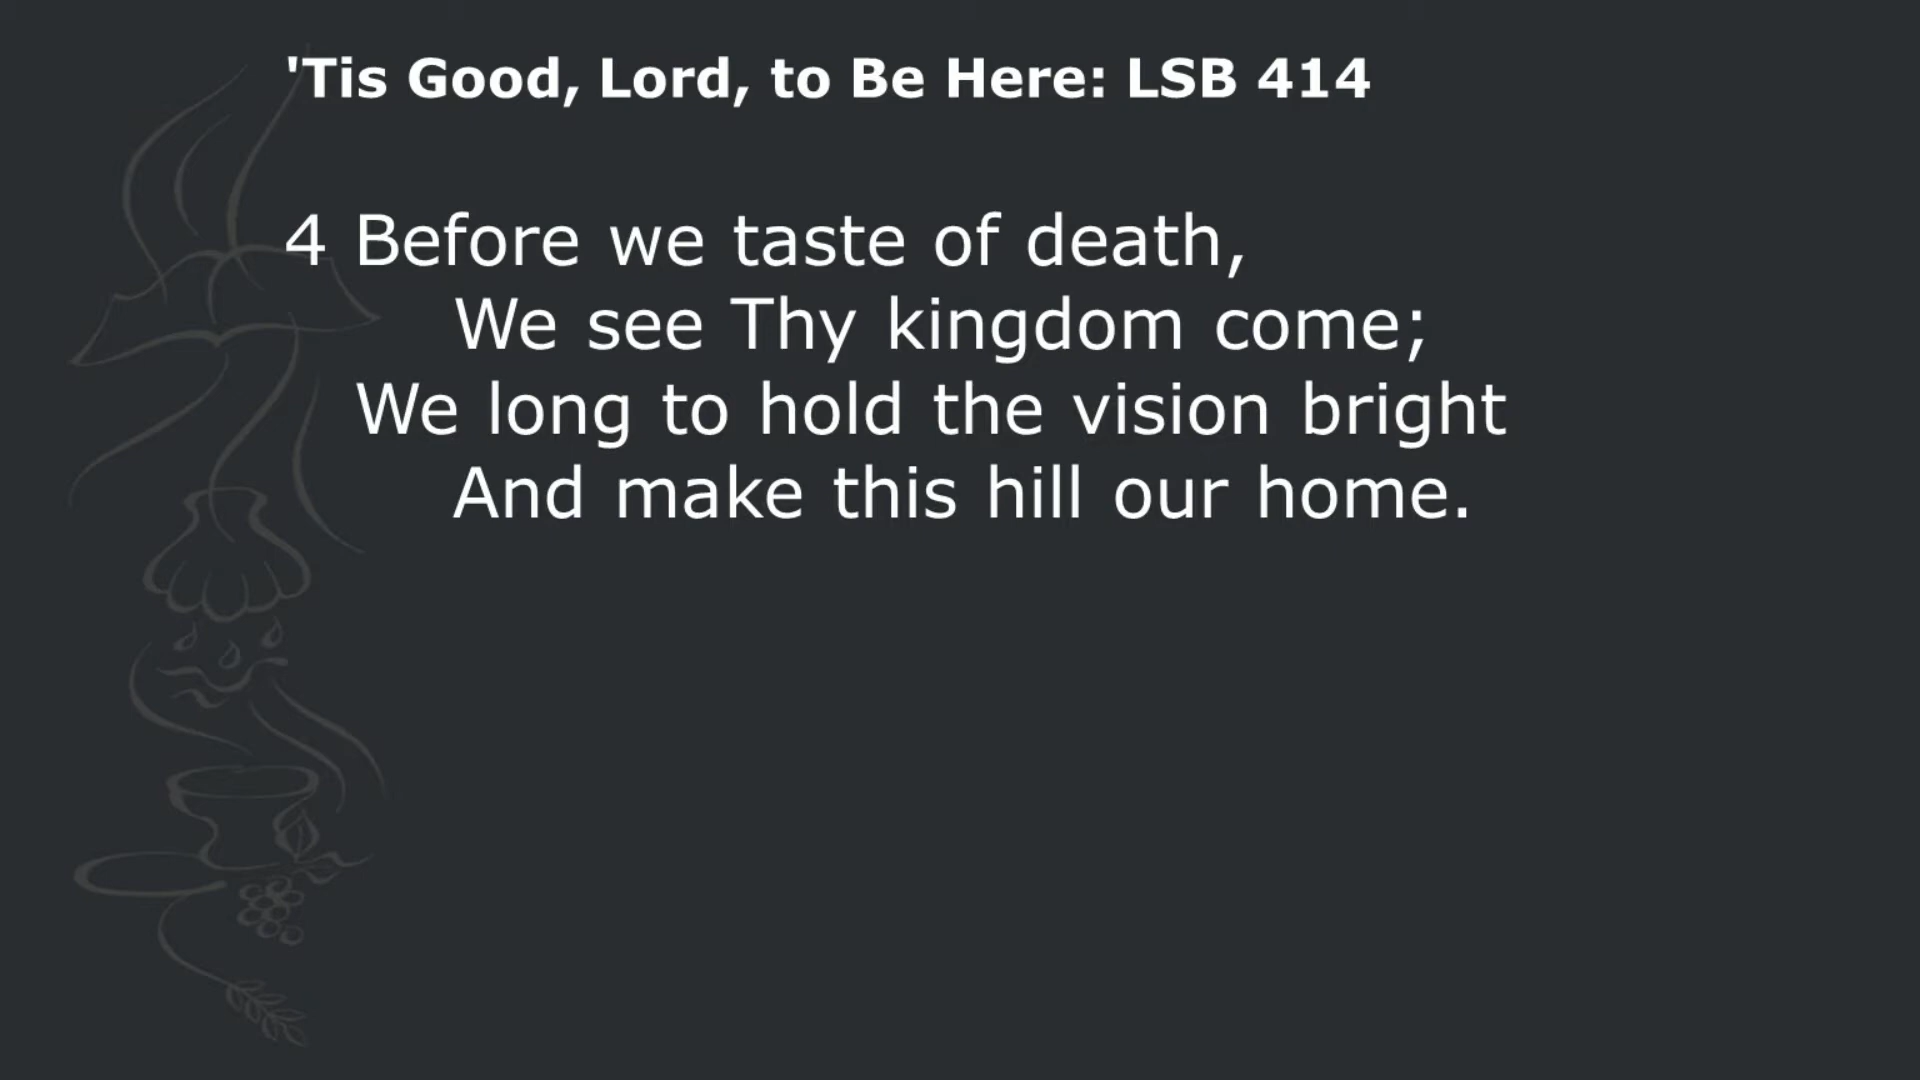 'Tis Good, Lord, to Be Here: LSB 414
4 Before we taste of death,
We see Thy kingdom come;
We long to hold the vision bright
And make this hill our home.